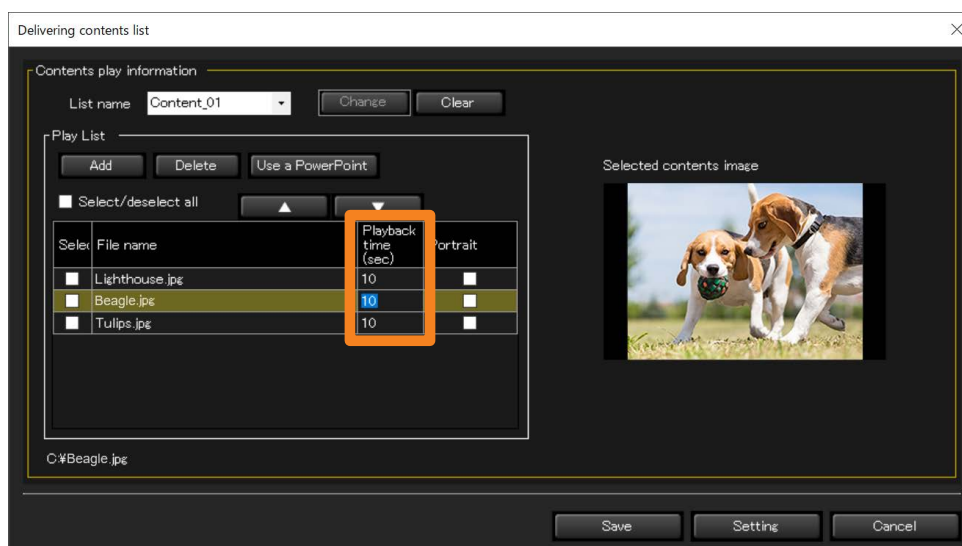 Delivering contents list
Contents play information
List name Content_01 Change Clear
Play List
Add Delete Use a PowerPoint
Selected contents image
Select/deselect all
Selec File name Playback time (sec) Portrait
Lighthouse.jpg 10
Beagle.jpg 10
Tulips.jpg 10
C:¥Beagle.jpg
Save Setting Cancel